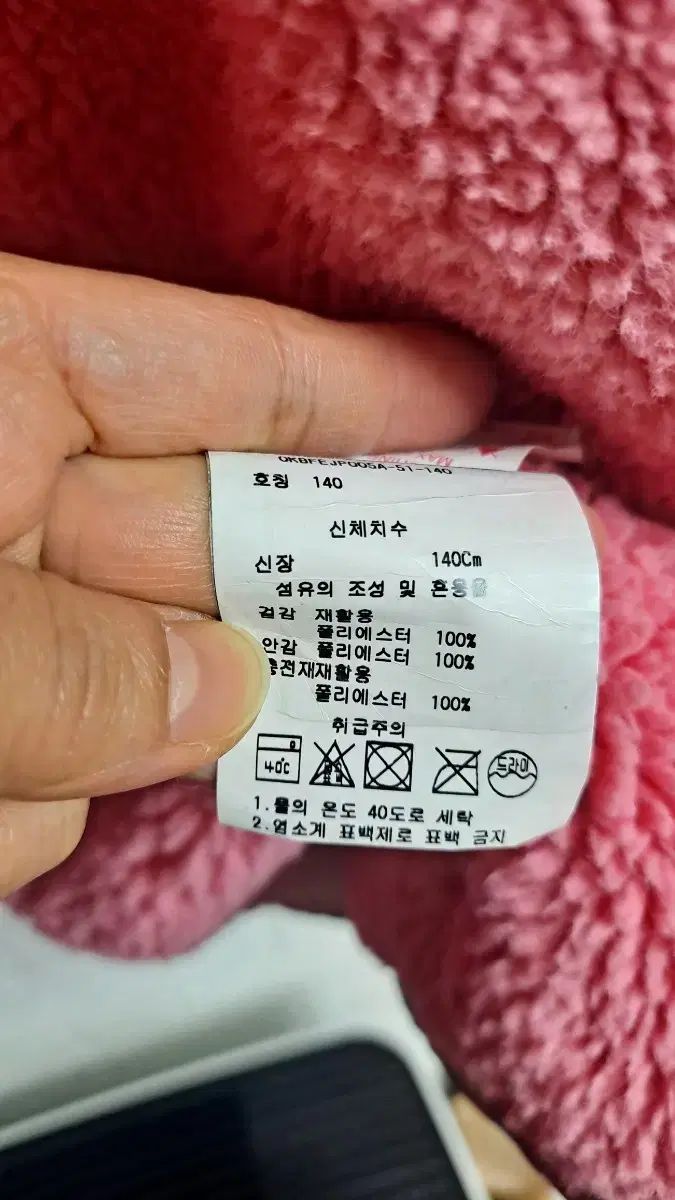 0KBFEJP005A-51-140
호칭 140
신체치수
신장 140Cm
섬유의 조성 및 혼용율
겉감 재활용
폴리에스터 100%
안감 폴리에스터 100%
충전재재활용
폴리에스터 100%
취급주의
40℃ 드라이
1.물의 온도 40도로 세탁
2.염소계 표백제로 표백 금지